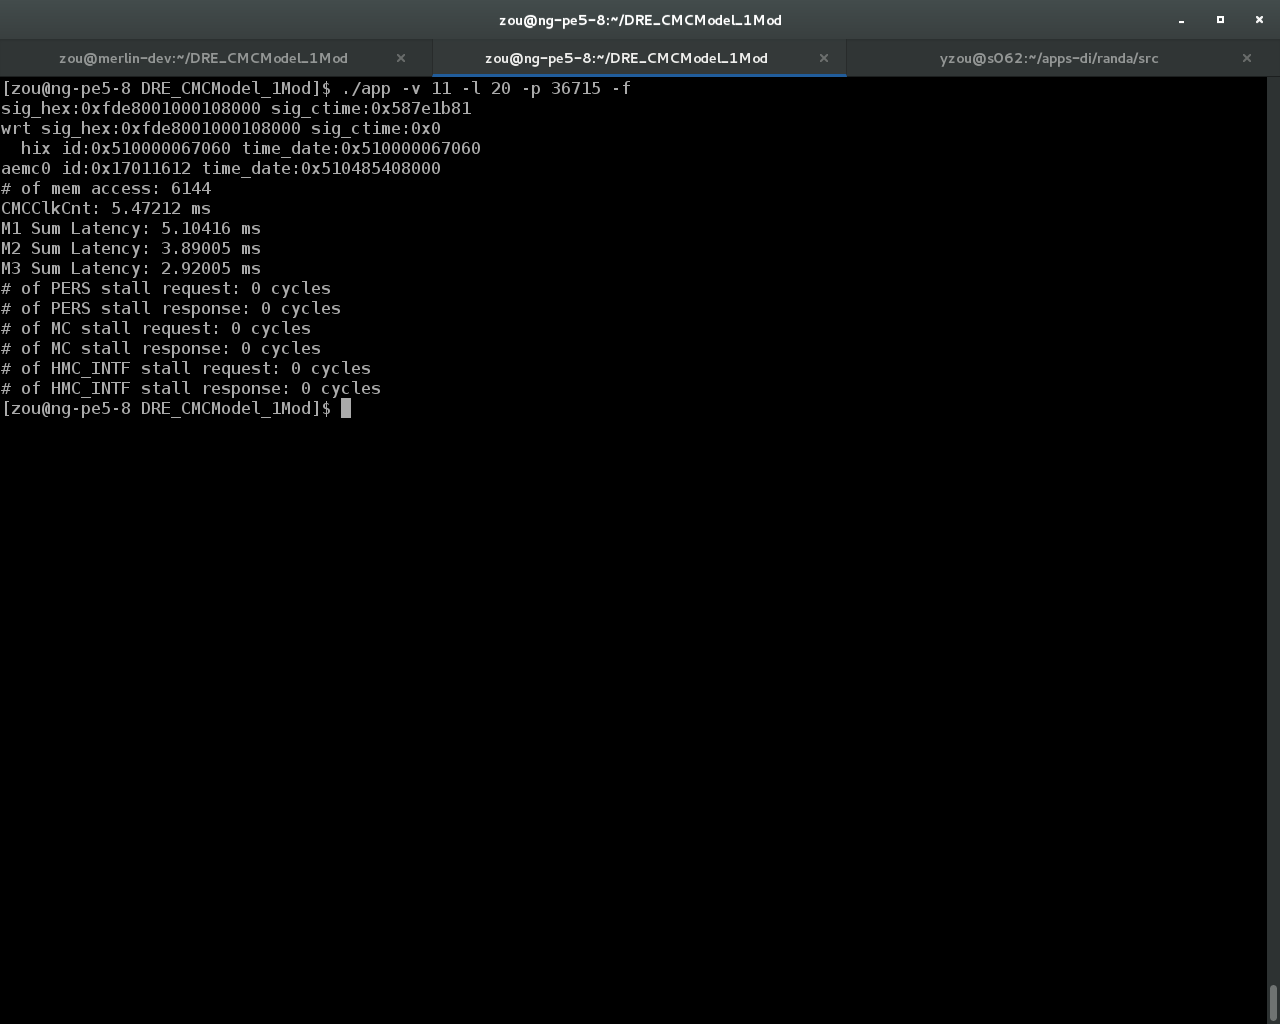 zou@ng-pe5-8:~/DRE_CMCModel_1Mod
zou@merlin-dev:~/DRE_CMCModel_1Mod × zou@ng-pe5-8:~/DRE_CMCModel_1Mod × yzou@s062:~/apps-di/randa/src ×
[zou@ng-pe5-8 DRE_CMCModel_1Mod]$ ./app -v 11 -l 20 -p 36715 -f
sig_hex:0xfde8001000108000 sig_ctime:0x587e1b81
wrt sig_hex:0xfde8001000108000 sig_ctime:0x0
  hix id:0x510000067060 time_date:0x510000067060
aemc0 id:0x17011612 time_date:0x510485408000
# of mem access: 6144
CMCClkCnt: 5.47212 ms
M1 Sum Latency: 5.10416 ms
M2 Sum Latency: 3.89005 ms
M3 Sum Latency: 2.92005 ms
# of PERS stall request: 0 cycles
# of PERS stall response: 0 cycles
# of MC stall request: 0 cycles
# of MC stall response: 0 cycles
# of HMC_INTF stall request: 0 cycles
# of HMC_INTF stall response: 0 cycles
[zou@ng-pe5-8 DRE_CMCModel_1Mod]$